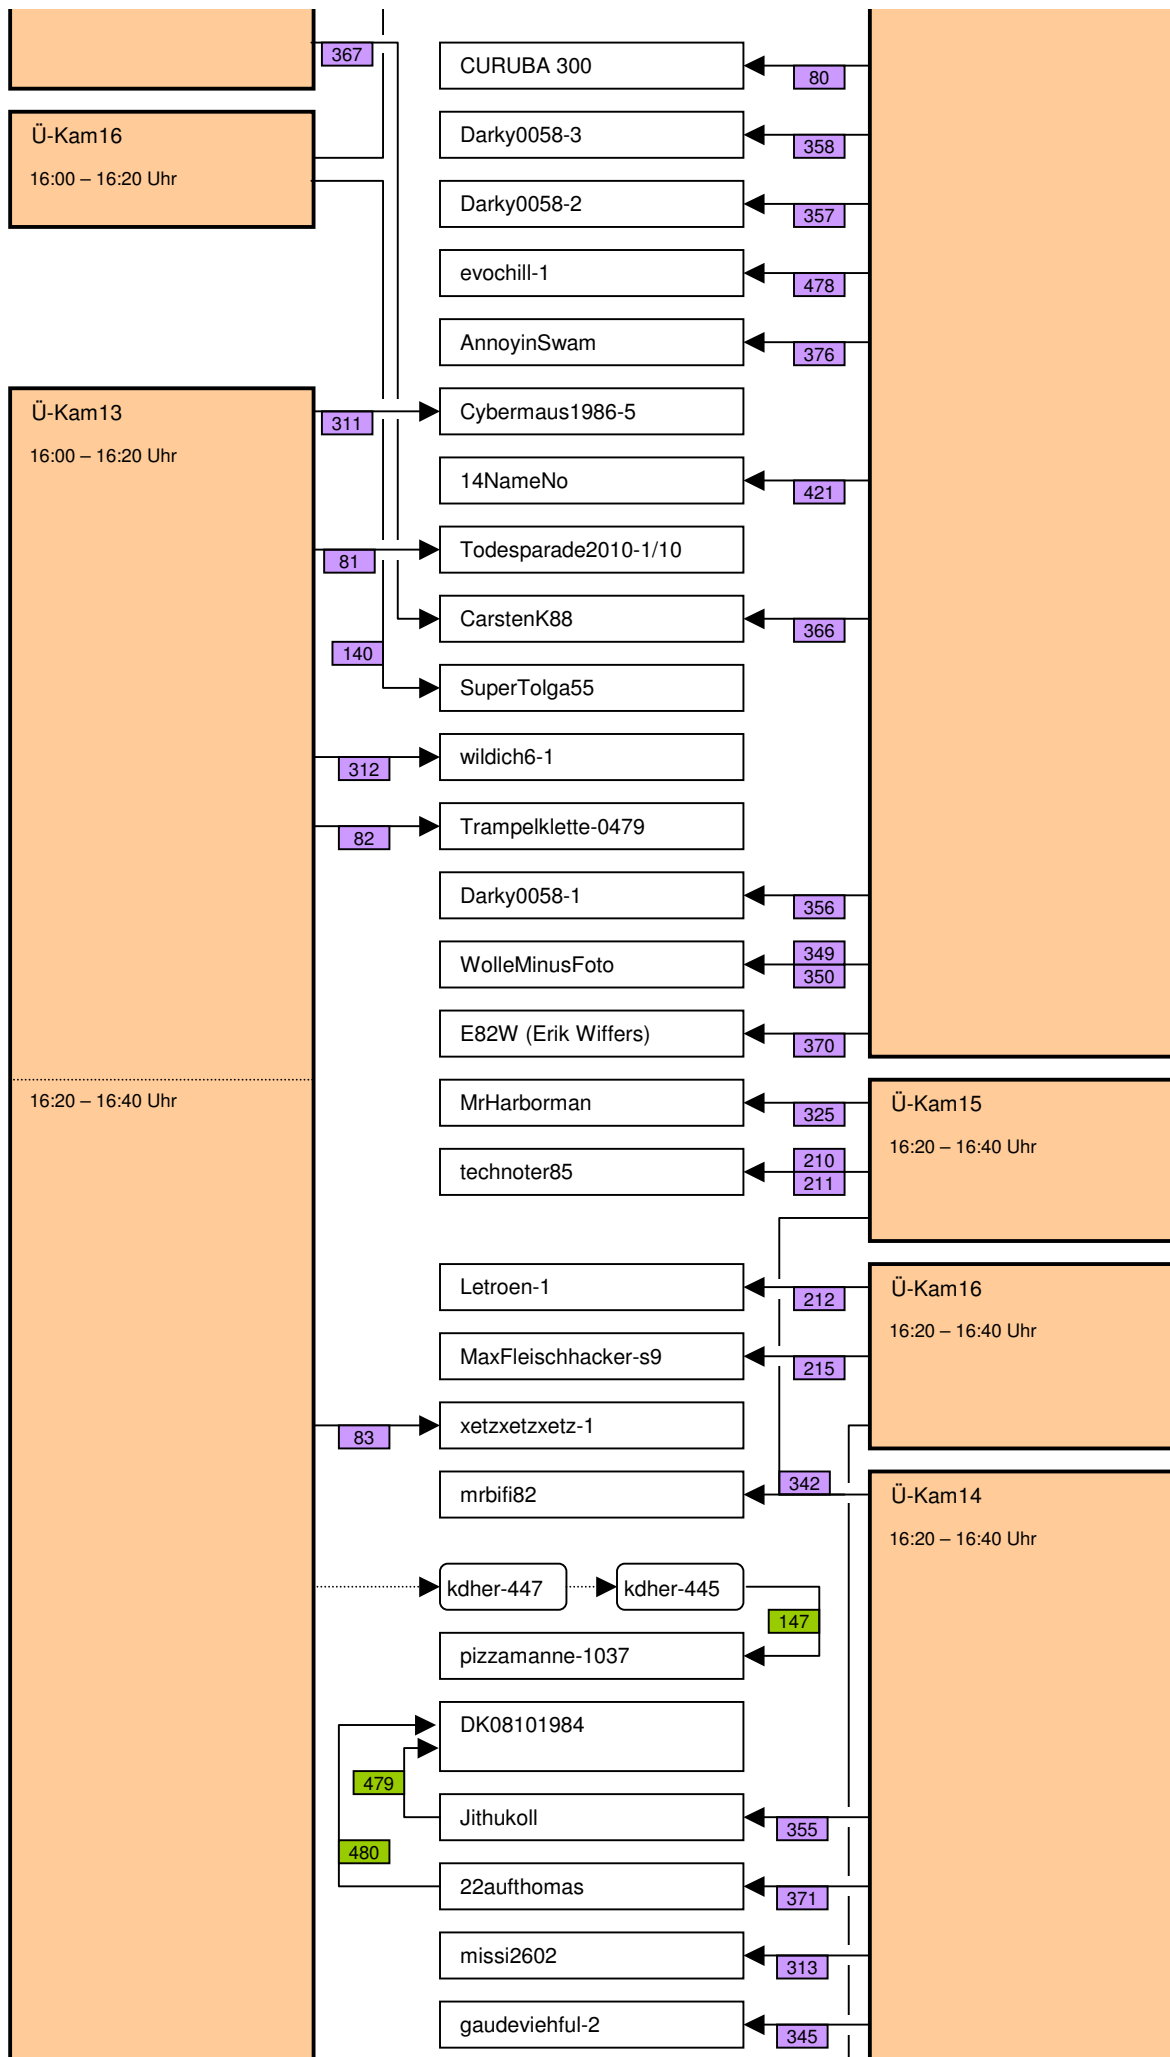 367
CURUBA 300
80
Ü-Kam16
16:00 – 16:20 Uhr
Darky0058-3
358
Darky0058-2
357
evochill-1
478
AnnoyinSwam
376
Ü-Kam13
16:00 – 16:20 Uhr
311
Cybermaus1986-5
14NameNo
421
81
Todesparade2010-1/10
CarstenK88
366
140
SuperTolga55
312
wildich6-1
82
Trampelklette-0479
Darky0058-1
356
WolleMinusFoto
349
350
E82W (Erik Wiffers)
370
16:20 – 16:40 Uhr
MrHarborman
325
Ü-Kam15
16:20 – 16:40 Uhr
technoter85
210
211
Letroen-1
212
Ü-Kam16
16:20 – 16:40 Uhr
MaxFleischhacker-s9
215
83
xetzxetzxetz-1
mrbifi82
342
Ü-Kam14
16:20 – 16:40 Uhr
kdher-447
kdher-445
147
pizzamanne-1037
DK08101984
479
Jithukoll
355
480
22aufthomas
371
missi2602
313
gaudeviehful-2
345